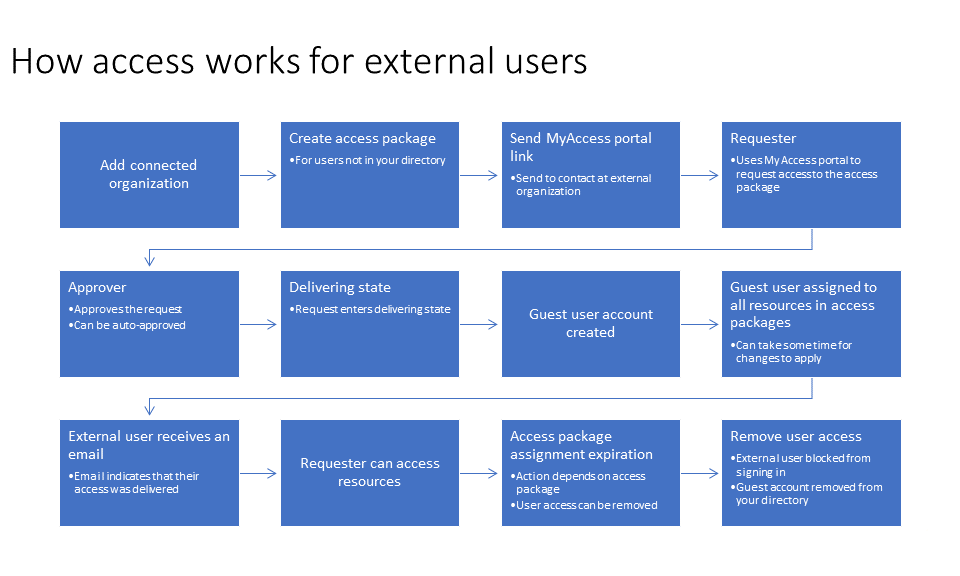 How access works for external users
Add connected
organization
Create access package
•For users not in your directory
Send MyAccess portal
link
•Send to contact at external
organization
Requester
•Uses My Access portal to
request access to the access
package
Approver
•Approves the request
•Can be auto-approved
Delivering state
•Request enters delivering state
Guest user account
created
Guest user assigned to
all resources in access
packages
•Can take some time for
changes to apply
External user receives an
email
•Email indicates that their
access was delivered
Requester can access
resources
Access package
assignment expiration
•Action depends on access
package
•User access can be removed
Remove user access
•External user blocked from
signing in
•Guest account removed from
your directory